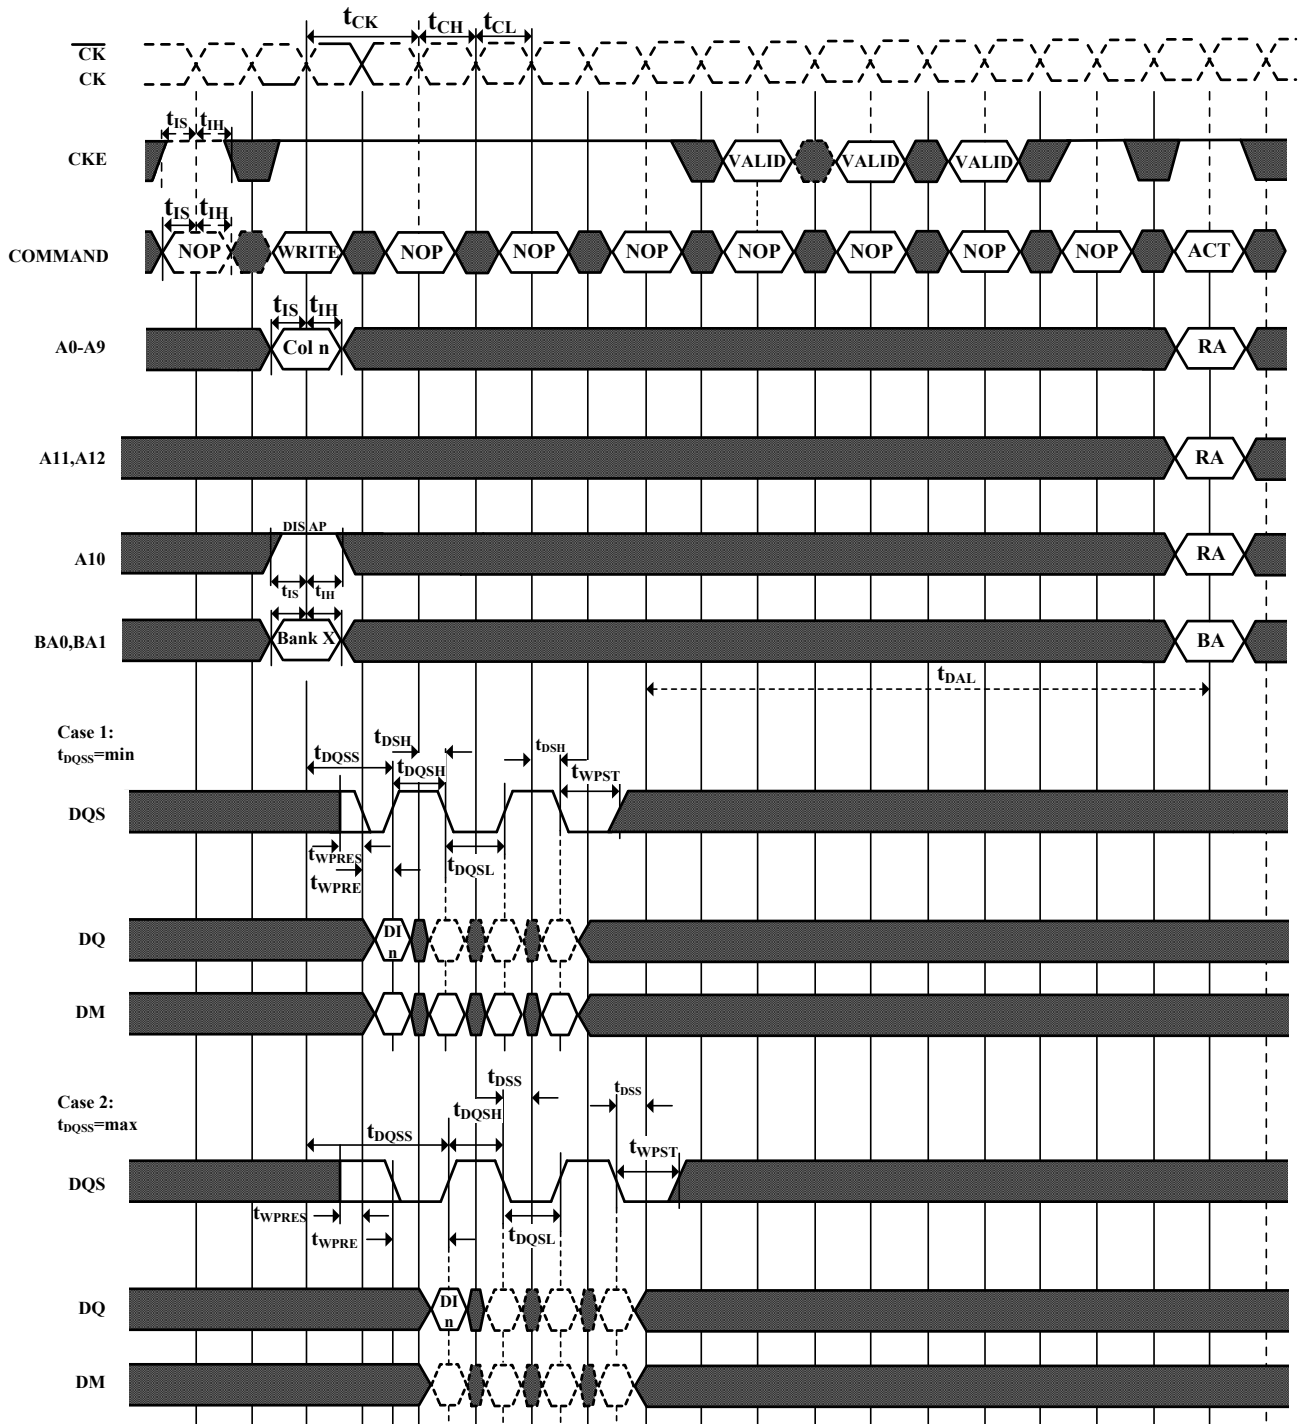 tCK tCH tCL
CK
CK
tIS tIH
CKE VALID VALID VALID
tIS tIH
COMMAND NOP WRITE NOP NOP NOP NOP NOP NOP ACT
tIS tIH
A0-A9 Col n RA
A11,A12 RA
DIS AP
A10 RA
tIS tIH
BA0,BA1 Bank X BA
tDAL
Case 1:
tDQSS=min
tDSH tDSH
tDQSS tDQSH tWPST
DQS
tWPRES tDQSL
tWPRE
DQ DI n
DM
Case 2:
tDQSS=max
tDSS tDSS
tDQSS tDQSH tWPST
DQS
tWPRES tDQSL
tWPRE
DQ DI n
DM